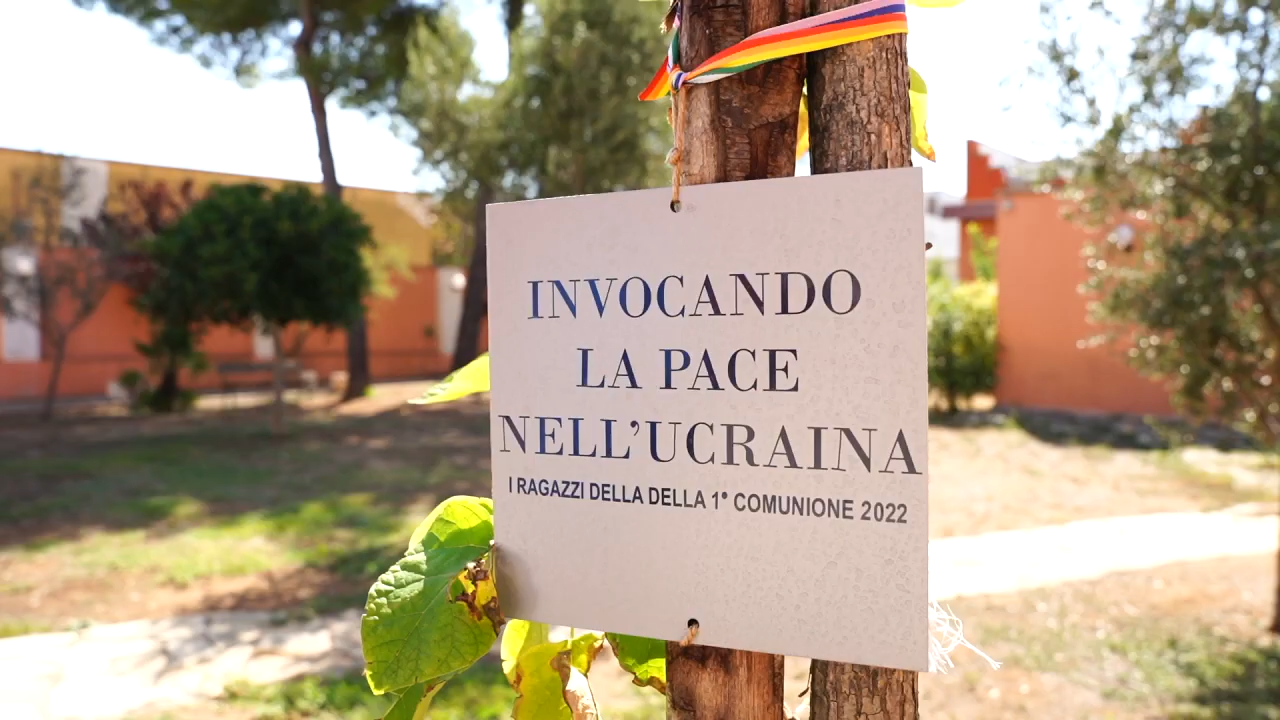 INVOCANDO
LA PACE
NELL'UCRAINA
I RAGAZZI DELLA DELLA 1° COMUNIONE 2022